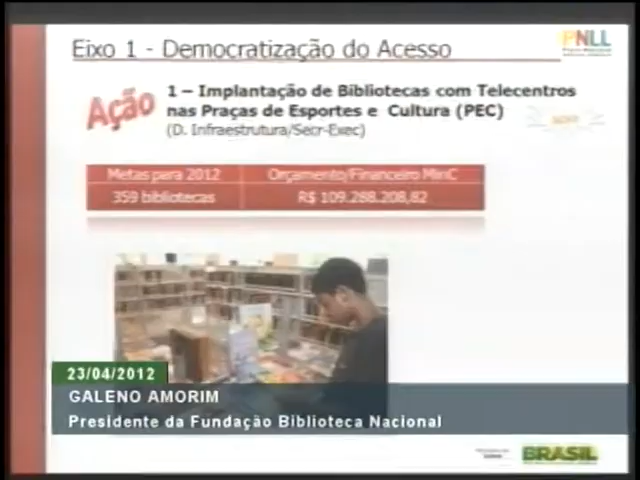 Eixo 1 - Democratização do Acesso
PNLL
Ação
1 – Implantação de Bibliotecas com Telecentros
nas Praças de Esportes e Cultura (PEC)
(D. Infraestrutura/Secr-Exec)
Metas para 2012 Orçamento/Financeiro MinC
359 bibliotecas R$ 109.288.208,82
23/04/2012
GALENO AMORIM
Presidente da Fundação Biblioteca Nacional
BRASIL